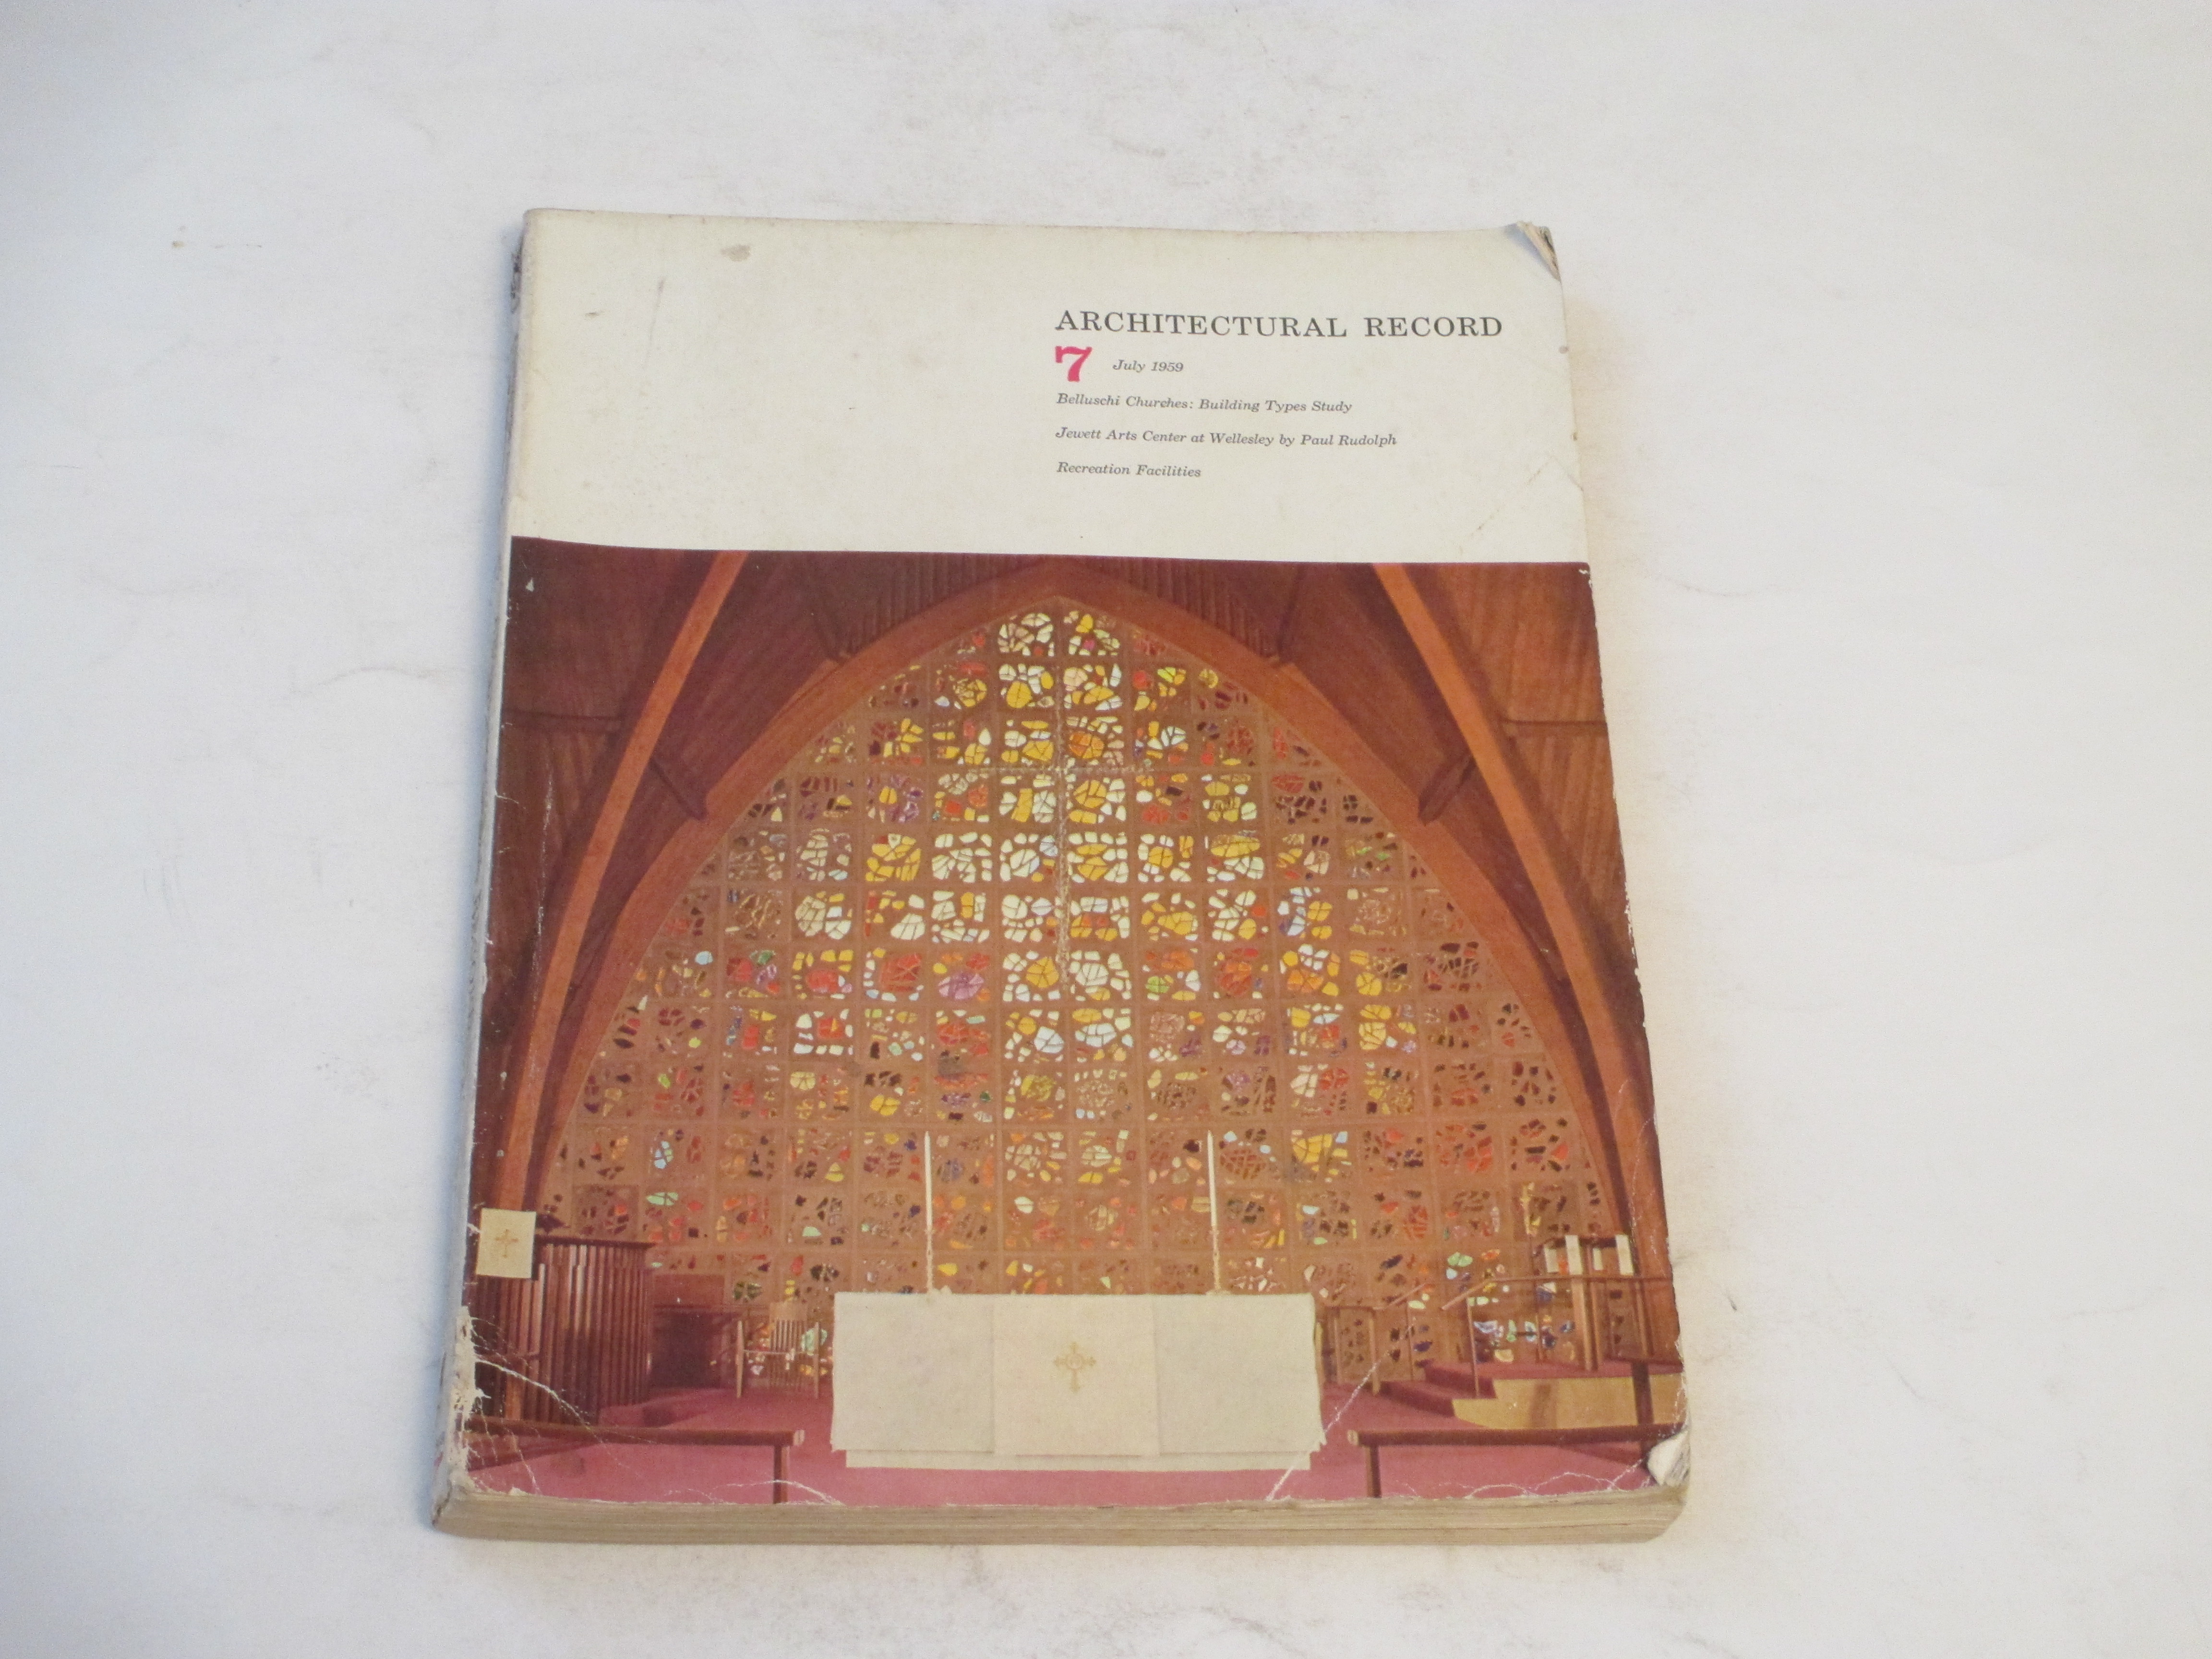 ARCHITECTURAL RECORD
7 July 1959
Belluschi Churches: Building Types Study
Jewett Arts Center at Wellesley by Paul Rudolph
Recreation Facilities